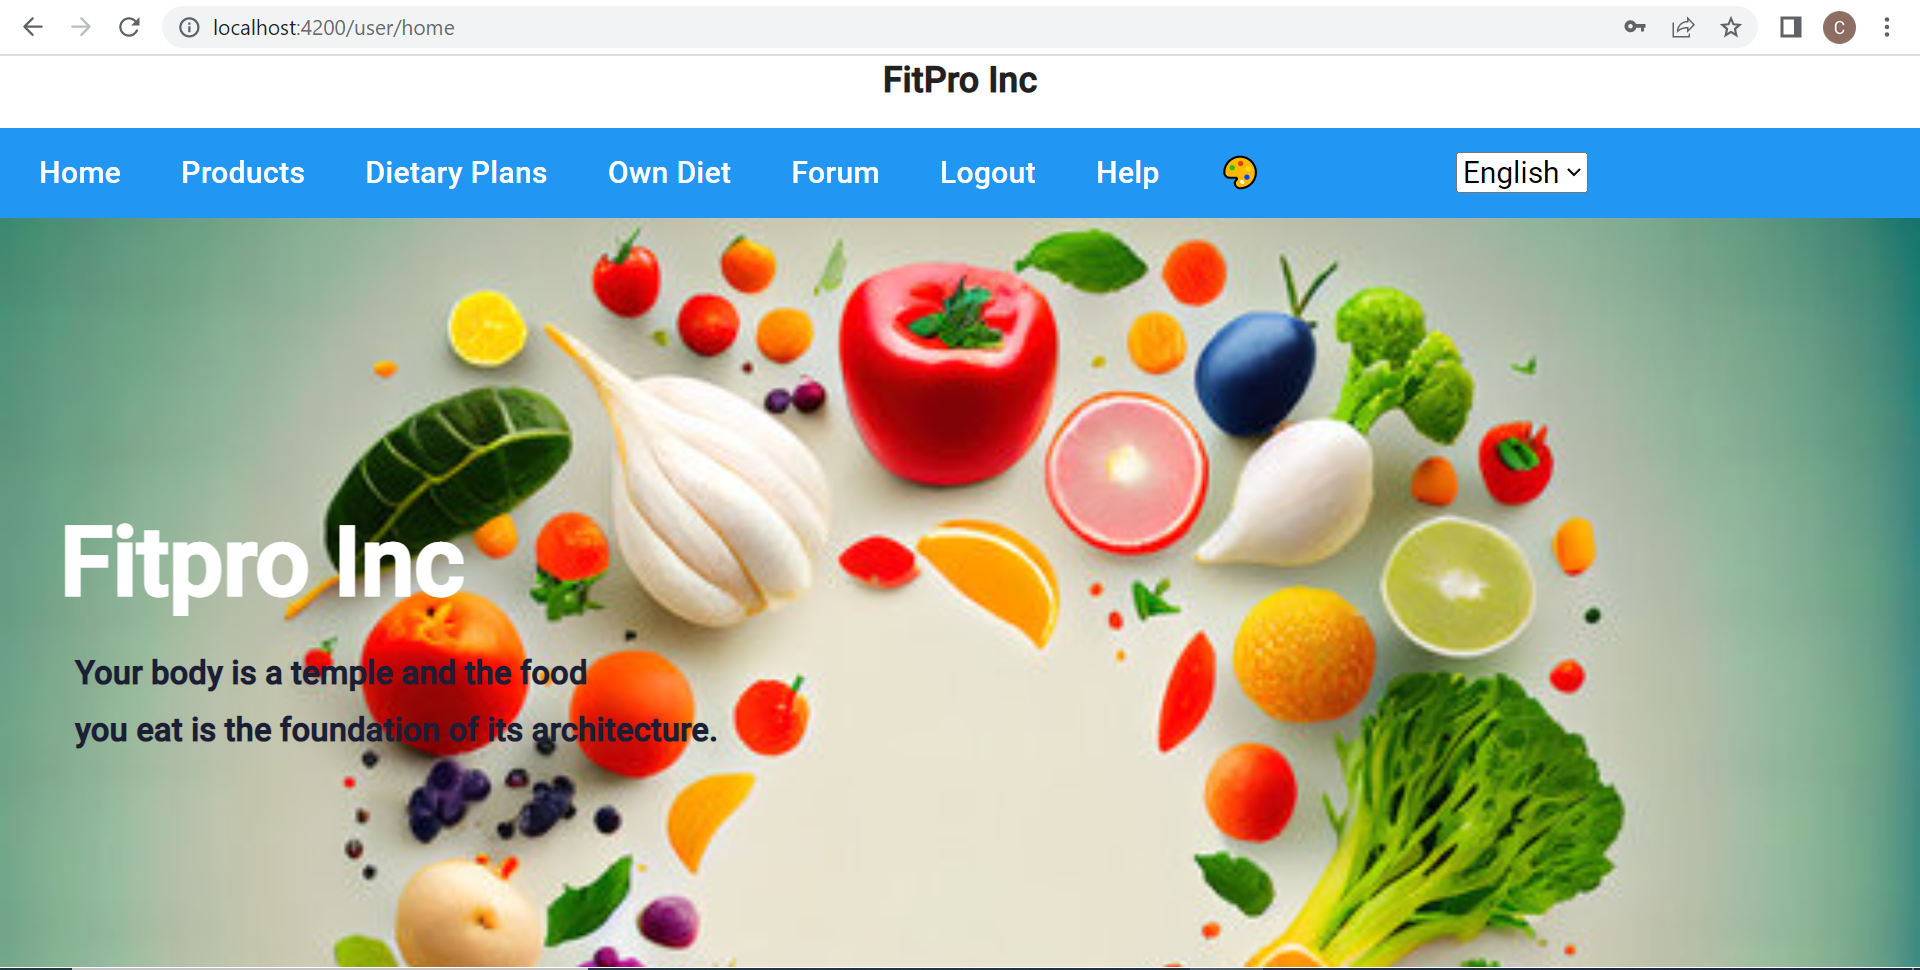 localhost:4200/user/home
C
FitPro Inc
Home Products Dietary Plans Own Diet Forum Logout Help English
Fitpro Inc
Your body is a temple and the food
you eat is the foundation of its architecture.